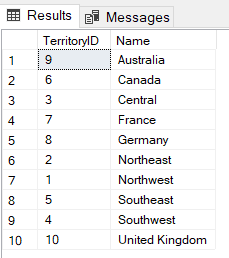 Results Messages
TerritoryID Name
1 9 Australia
2 6 Canada
3 3 Central
4 7 France
5 8 Germany
6 2 Northeast
7 1 Northwest
8 5 Southeast
9 4 Southwest
10 10 United Kingdom